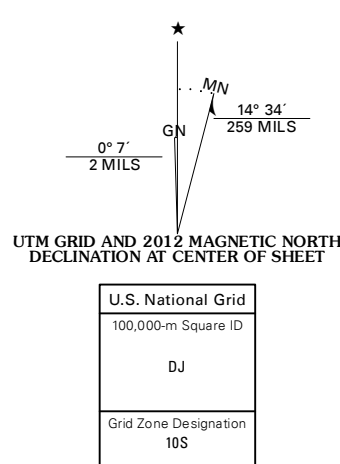 ★
MN
GN
14° 34´
259 MILS
0° 7´
2 MILS
UTM GRID AND 2012 MAGNETIC NORTH
DECLINATION AT CENTER OF SHEET
U.S. National Grid
100,000-m Square ID
DJ
Grid Zone Designation
10S